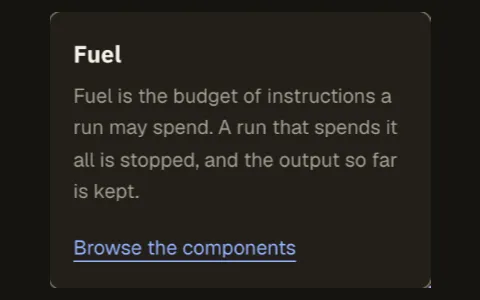 Fuel
Fuel is the budget of instructions a
run may spend. A run that spends it
all is stopped, and the output so far
is kept.
Browse the components